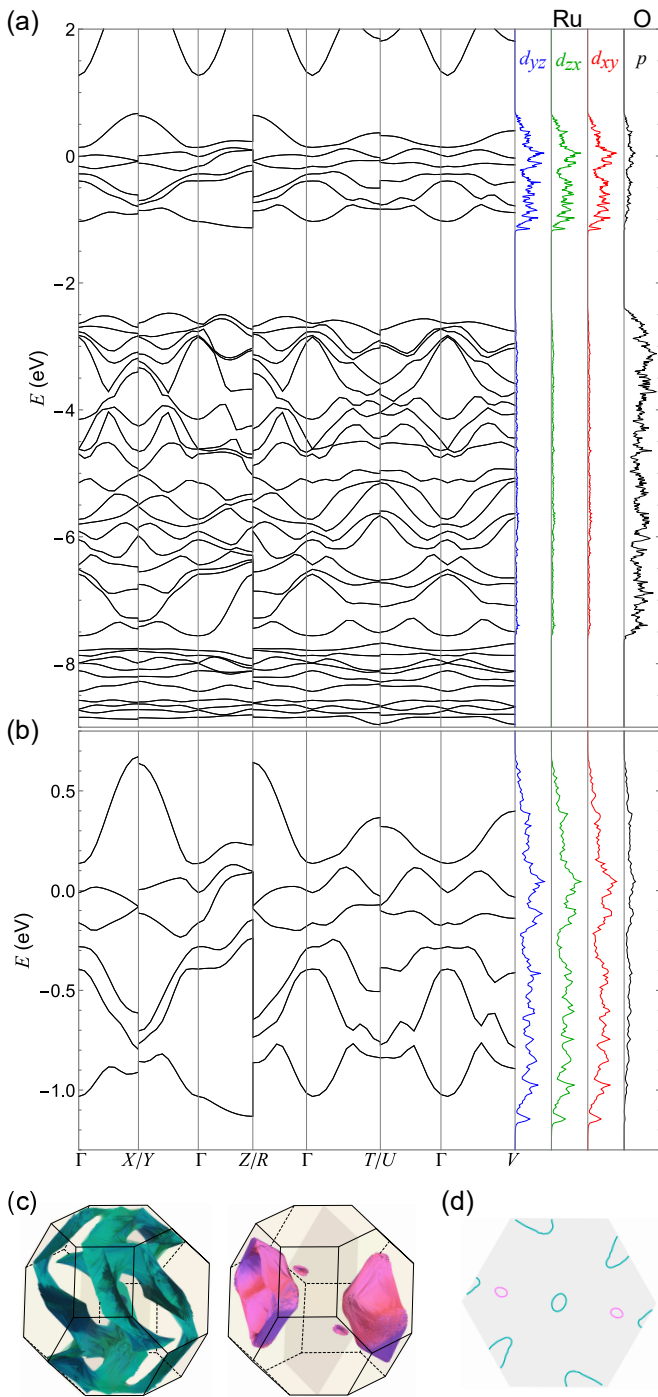 (a)
Ru O
d_yz d_zx d_xy p
2
0
−2
−4
−6
−8
E (eV)
(b)
0.5
0.0
−0.5
−1.0
E (eV)
Γ X/Y Γ Z/R Γ T/U Γ V
(c) (d)